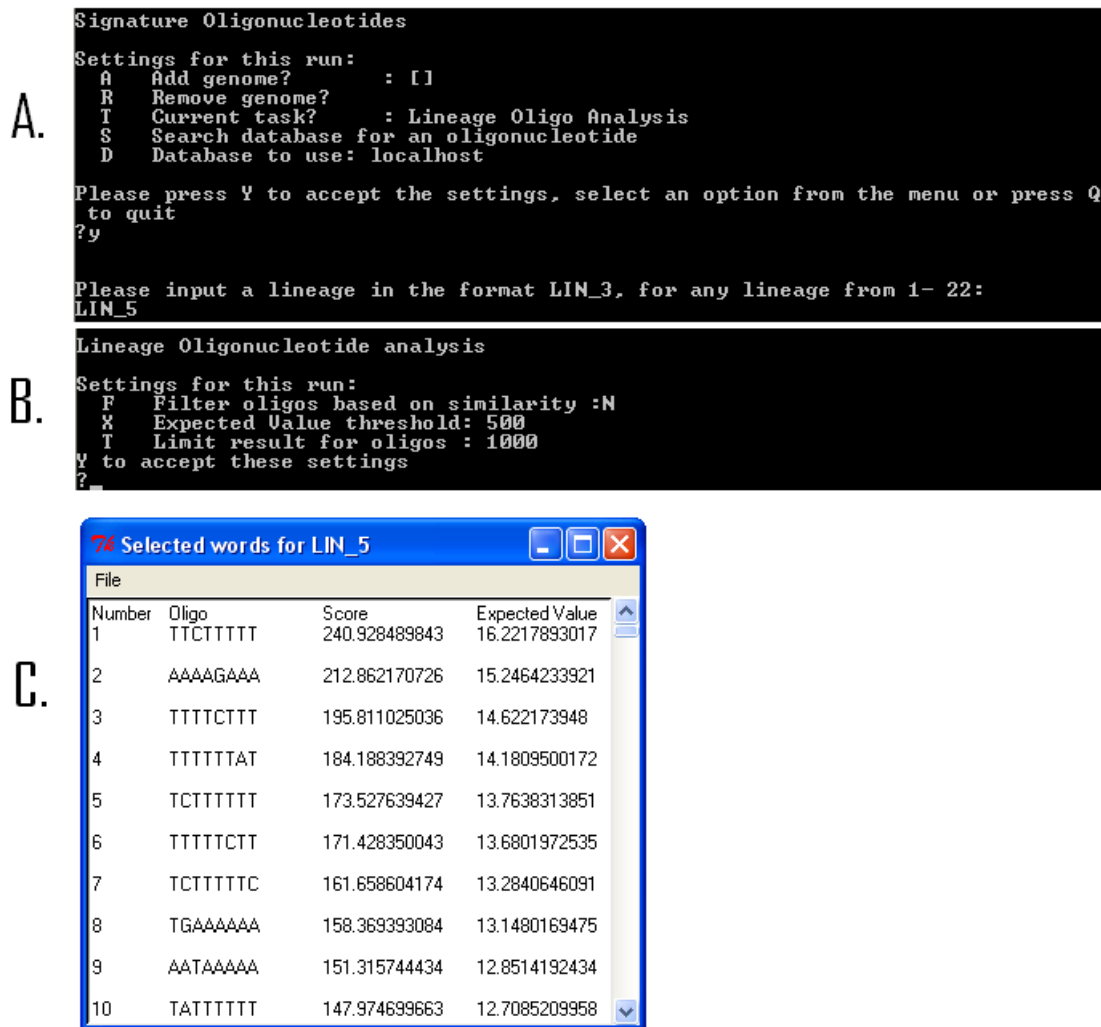 A.
Signature Oligonucleotides
Settings for this run:
A Add genome? : []
R Remove genome?
T Current task? : Lineage Oligo Analysis
S Search database for an oligonucleotide
D Database to use: localhost
Please press Y to accept the settings, select an option from the menu or press Q
to quit
?y
Please input a lineage in the format LIN_3, for any lineage from 1- 22:
LIN_5
B.
Lineage Oligonucleotide analysis
Settings for this run:
F Filter oligos based on similarity :N
X Expected Value threshold: 500
T Limit result for oligos : 1000
Y to accept these settings
?_
C.
Selected words for LIN_5
File
Number Oligo Score Expected Value
1 TTCTTTTT 240.928489843 16.2217893017
2 AAAAGAAA 212.862170726 15.2464233921
3 TTTTCTTT 195.811025036 14.622173948
4 TTTTTTAT 184.188392749 14.1809500172
5 TCTTTTTT 173.527639427 13.7638313851
6 TTTTTCTT 171.428350043 13.6801972535
7 TCTTTTTC 161.658604174 13.2840646091
8 TGAAAAAA 158.369393084 13.1480169475
9 AATAAAAA 151.315744434 12.8514192434
10 TATTTTTT 147.974699663 12.7085209958